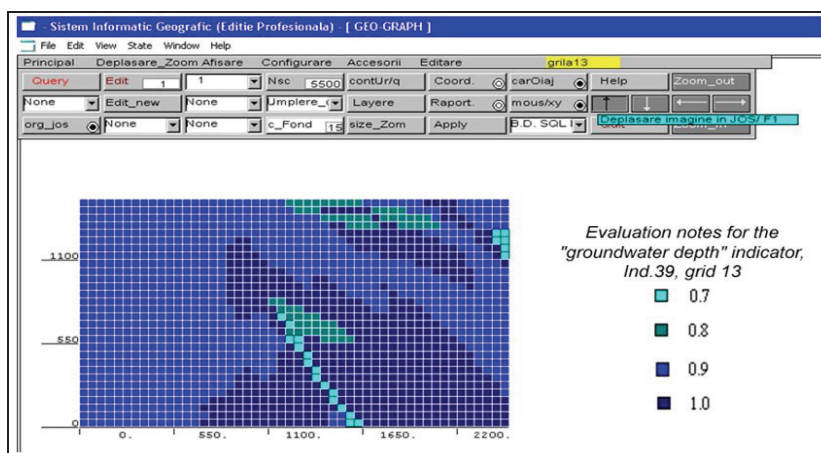 - Sistem Informatic Geografic (Editie Profesionala) - [ GEO-GRAPH ]
File Edit View State Window Help
Principal Deplasare_Zoom Afisare Configurare Accesorii Editare grila13
Query Edit 1 1 Nsc 5500 contUr/q Coord. carOiaj Help Zoom_out
None Edit_new None Umplere_ Layere Raport. mous/xy
Deplasare imagine in JOS/ F1
org_jos None None c_Fond 15 size_Zom Apply B.D. SQL
Evaluation notes for the
"groundwater depth" indicator,
Ind.39, grid 13
0.7
0.8
0.9
1.0
1100
550
0
0. 550. 1100. 1650. 2200.